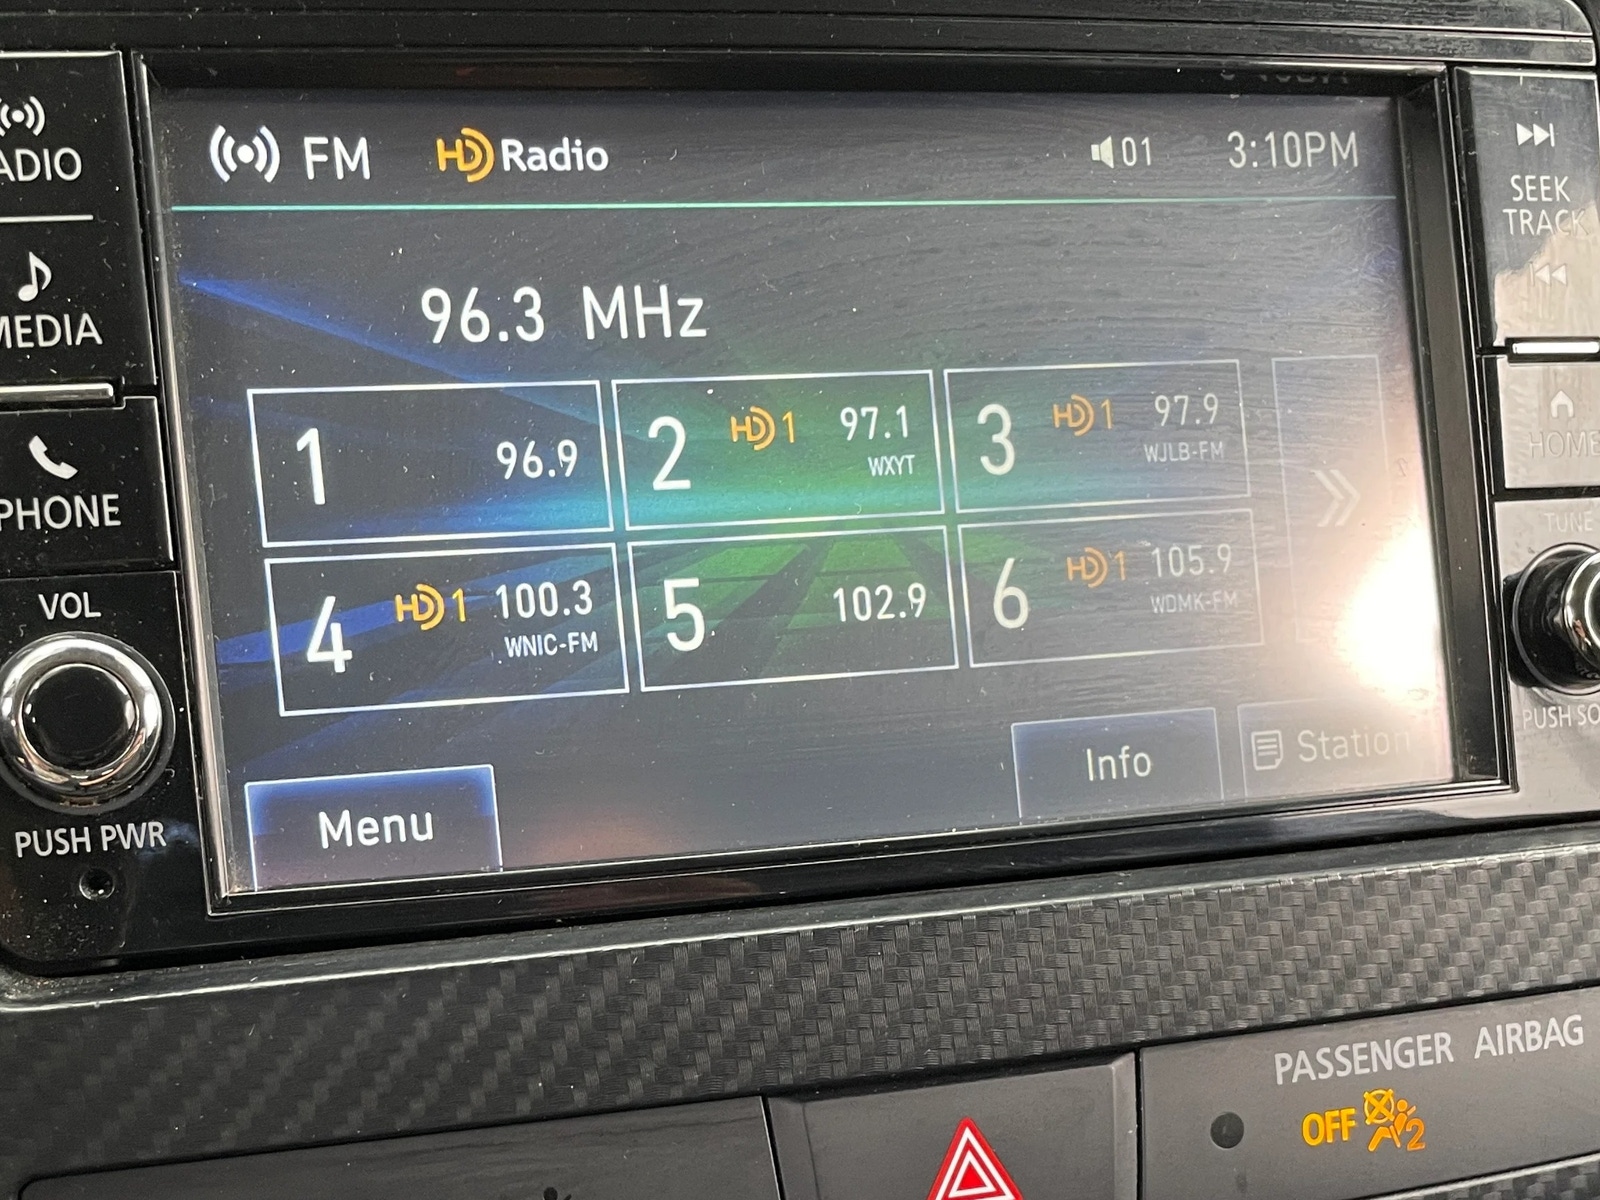 RADIO
MEDIA
PHONE
VOL
PUSH PWR
FM HD Radio 01 3:10PM
96.3 MHz
1 96.9
2 HD1 97.1
WXYT
3 HD1 97.9
WJLB-FM
4 HD1 100.3
WNIC-FM
5 102.9
6 HD1 105.9
WDMK-FM
Menu
Info
Station
SEEK
TRACK
HOME
TUNE
PUSH SO
PASSENGER AIRBAG
OFF 2